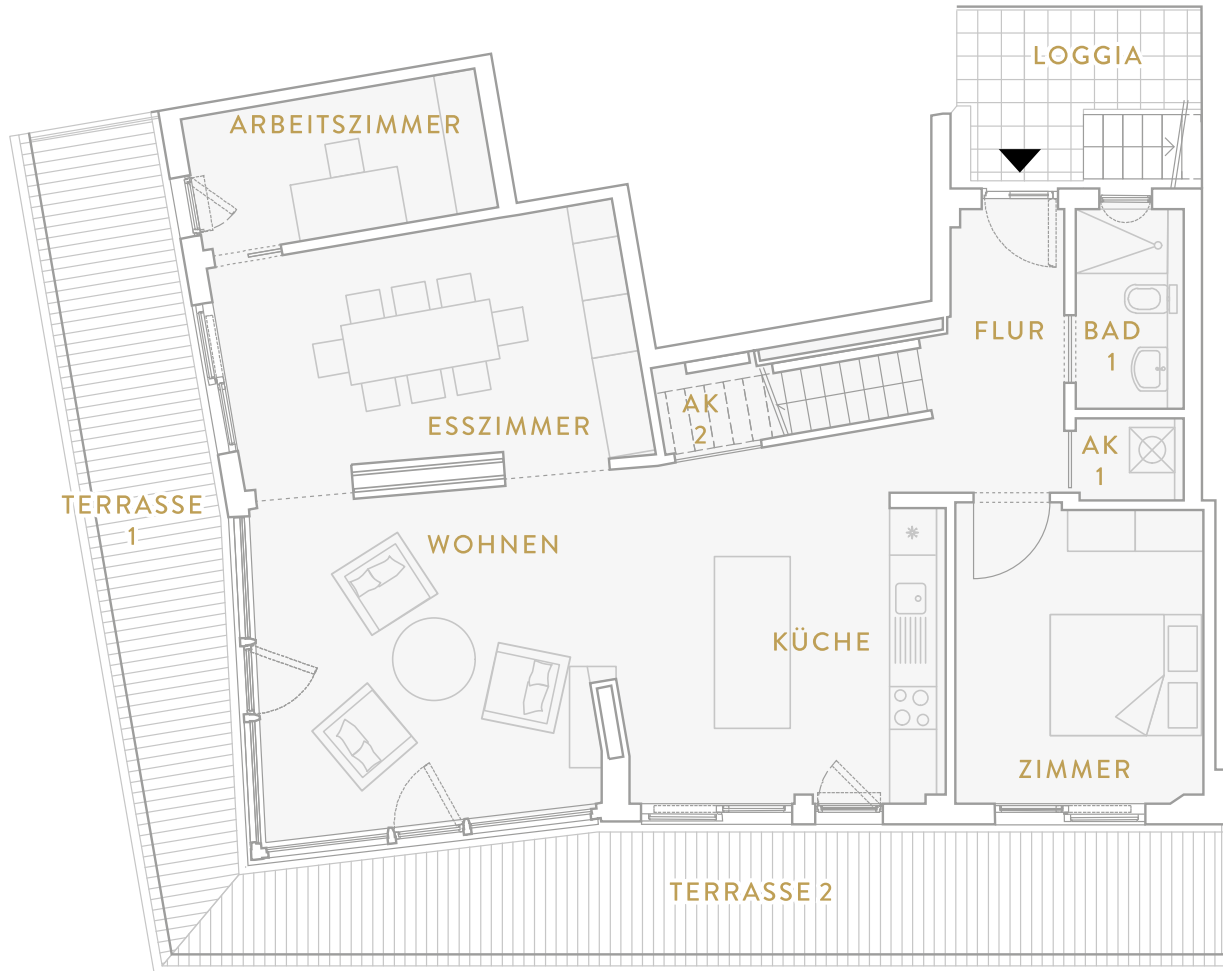 LOGGIA
ARBEITSZIMMER
FLUR
BAD
1
AK
2
ESSZIMMER
AK
1
TERRASSE
1
WOHNEN
KÜCHE
ZIMMER
TERRASSE 2